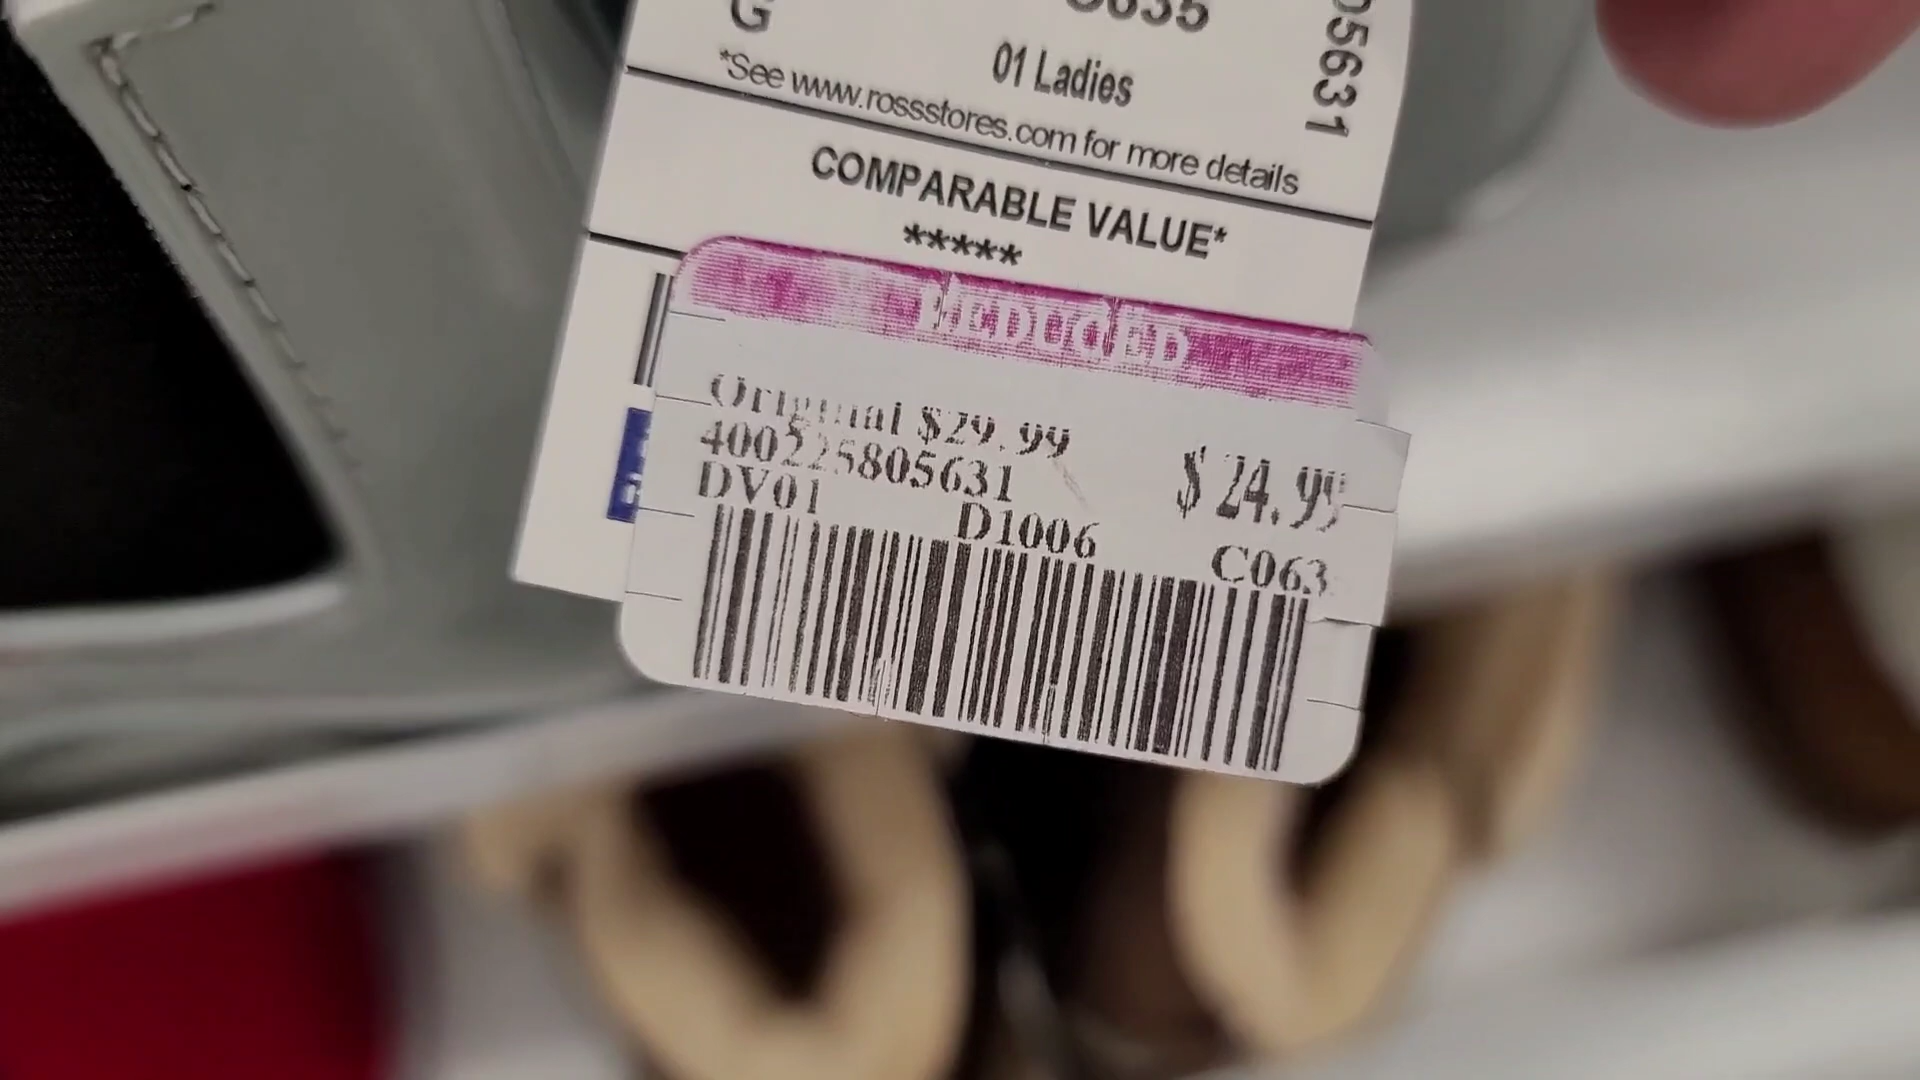 G
01 Ladies
*See www.rossstores.com for more details
COMPARABLE VALUE*
*****
REDUCED
Original $29.99
400225805631
$24.99
DV01
D1006
C063
05631